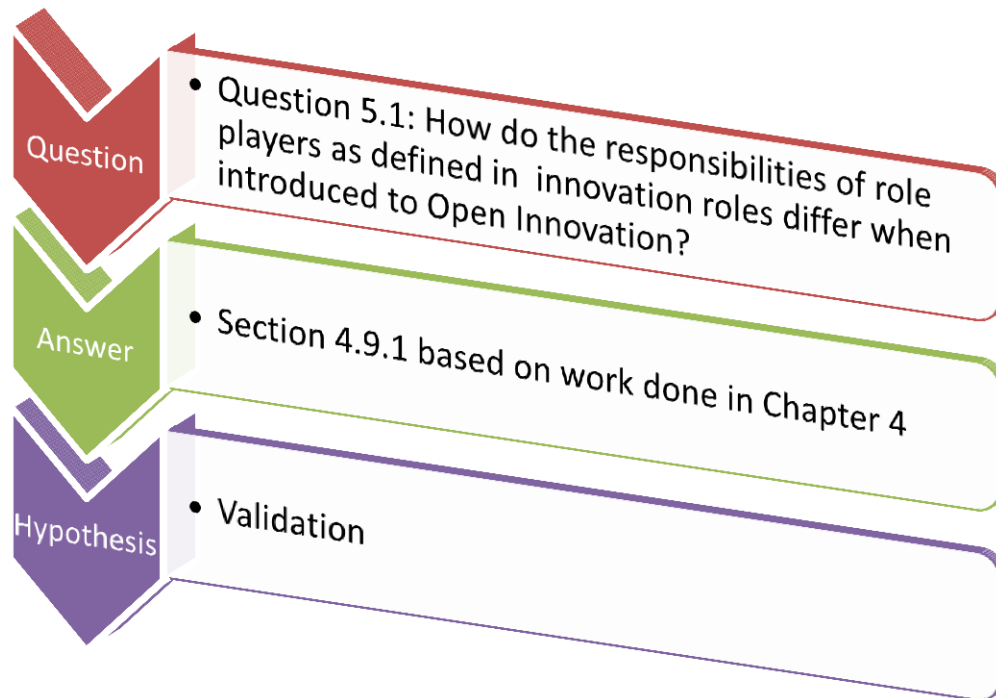 Question
• Question 5.1: How do the responsibilities of role
players as defined in innovation roles differ when
introduced to Open Innovation?
Answer
• Section 4.9.1 based on work done in Chapter 4
Hypothesis
• Validation